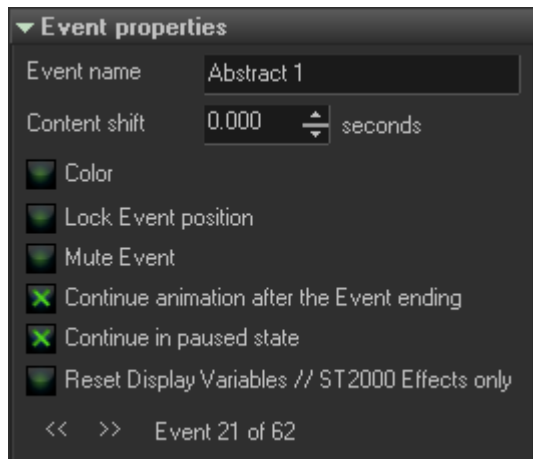 Event properties
Event name Abstract 1
Content shift 0.000 seconds
Color
Lock Event position
Mute Event
Continue animation after the Event ending
Continue in paused state
Reset Display Variables // ST2000 Effects only
<< >> Event 21 of 62